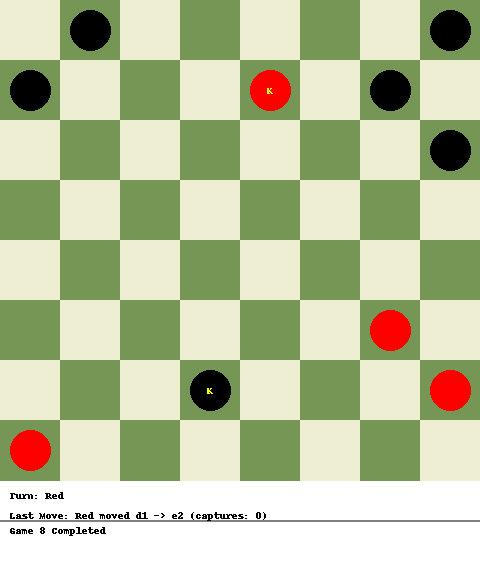 K
K
Turn: Red
Last Move: Red moved d1 -> e2 (captures: 0)
Game 8 Completed